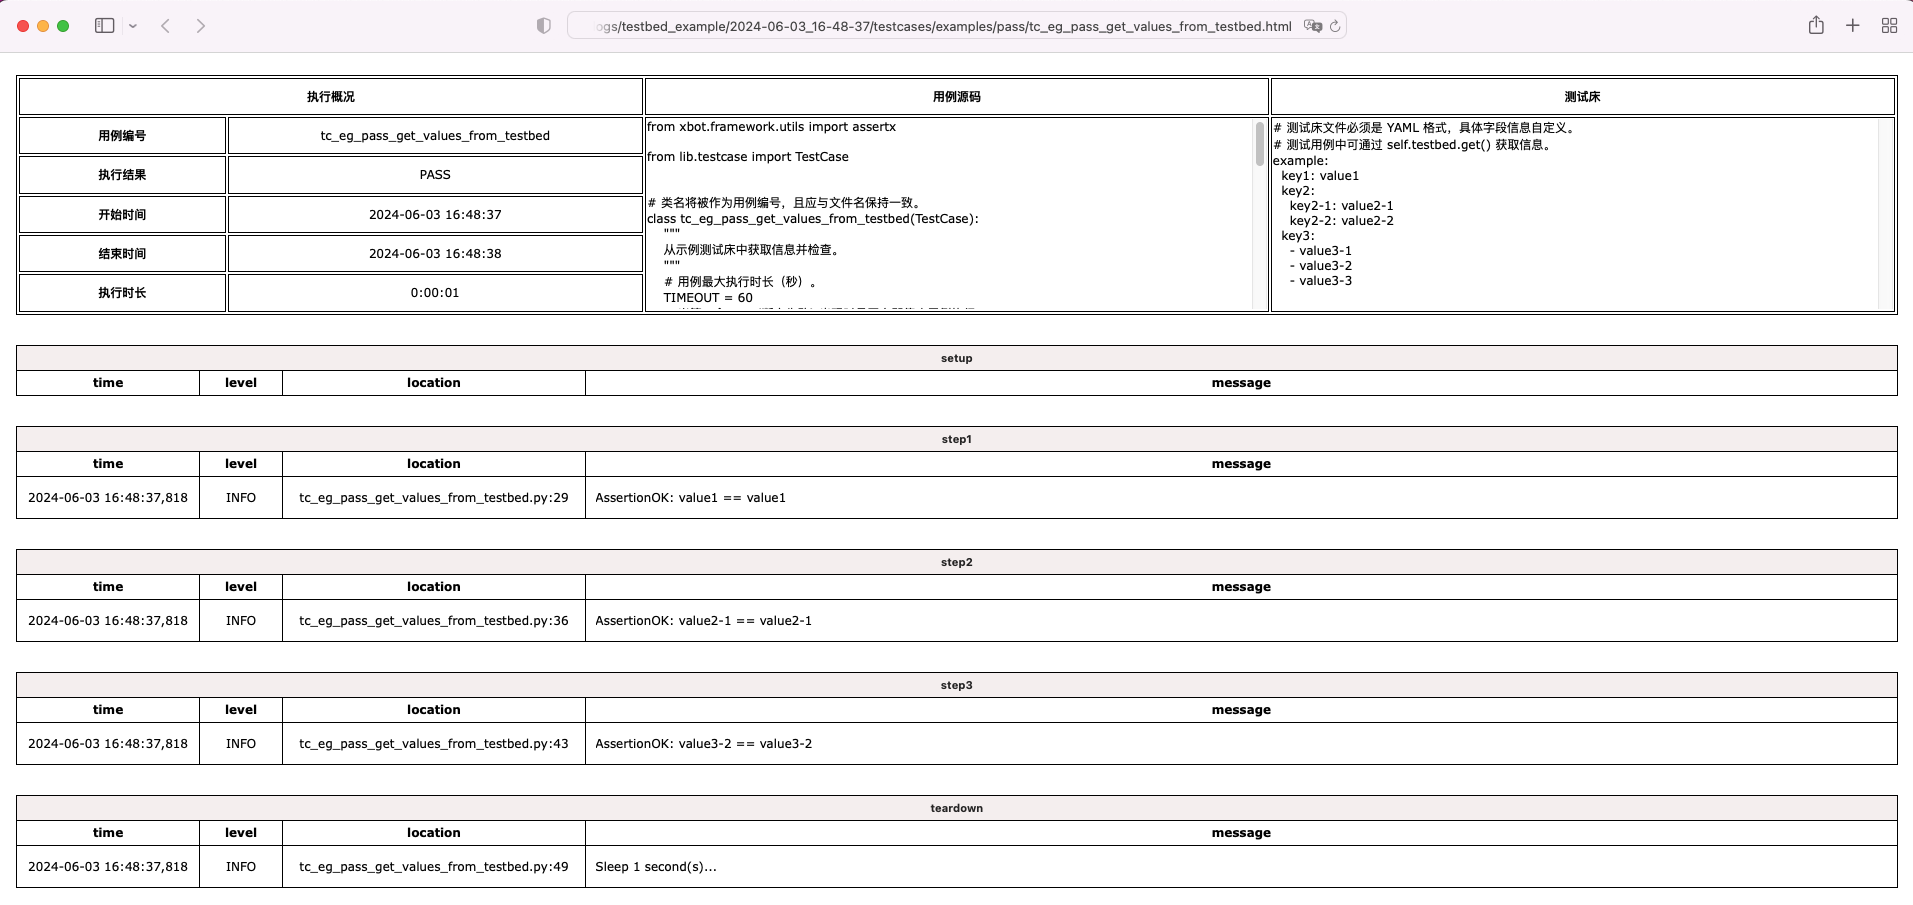 ogs/testbed_example/2024-06-03_16-48-37/testcases/examples/pass/tc_eg_pass_get_values_from_testbed.html
执行概况
用例源码
测试床
用例编号
tc_eg_pass_get_values_from_testbed
执行结果
PASS
开始时间
2024-06-03 16:48:37
结束时间
2024-06-03 16:48:38
执行时长
0:00:01
from xbot.framework.utils import assertx
from lib.testcase import TestCase
# 类名将被作为用例编号，且应与文件名保持一致。
class tc_eg_pass_get_values_from_testbed(TestCase):
"""
从示例测试床中获取信息并检查。
"""
# 用例最大执行时长（秒）。
TIMEOUT = 60
# 测试床文件必须是 YAML 格式，具体字段信息自定义。
# 测试用例中可通过 self.testbed.get() 获取信息。
example:
key1: value1
key2:
key2-1: value2-1
key2-2: value2-2
key3:
- value3-1
- value3-2
- value3-3
setup
time level location message
step1
time level location message
2024-06-03 16:48:37,818 INFO tc_eg_pass_get_values_from_testbed.py:29 AssertionOK: value1 == value1
step2
time level location message
2024-06-03 16:48:37,818 INFO tc_eg_pass_get_values_from_testbed.py:36 AssertionOK: value2-1 == value2-1
step3
time level location message
2024-06-03 16:48:37,818 INFO tc_eg_pass_get_values_from_testbed.py:43 AssertionOK: value3-2 == value3-2
teardown
time level location message
2024-06-03 16:48:37,818 INFO tc_eg_pass_get_values_from_testbed.py:49 Sleep 1 second(s)...